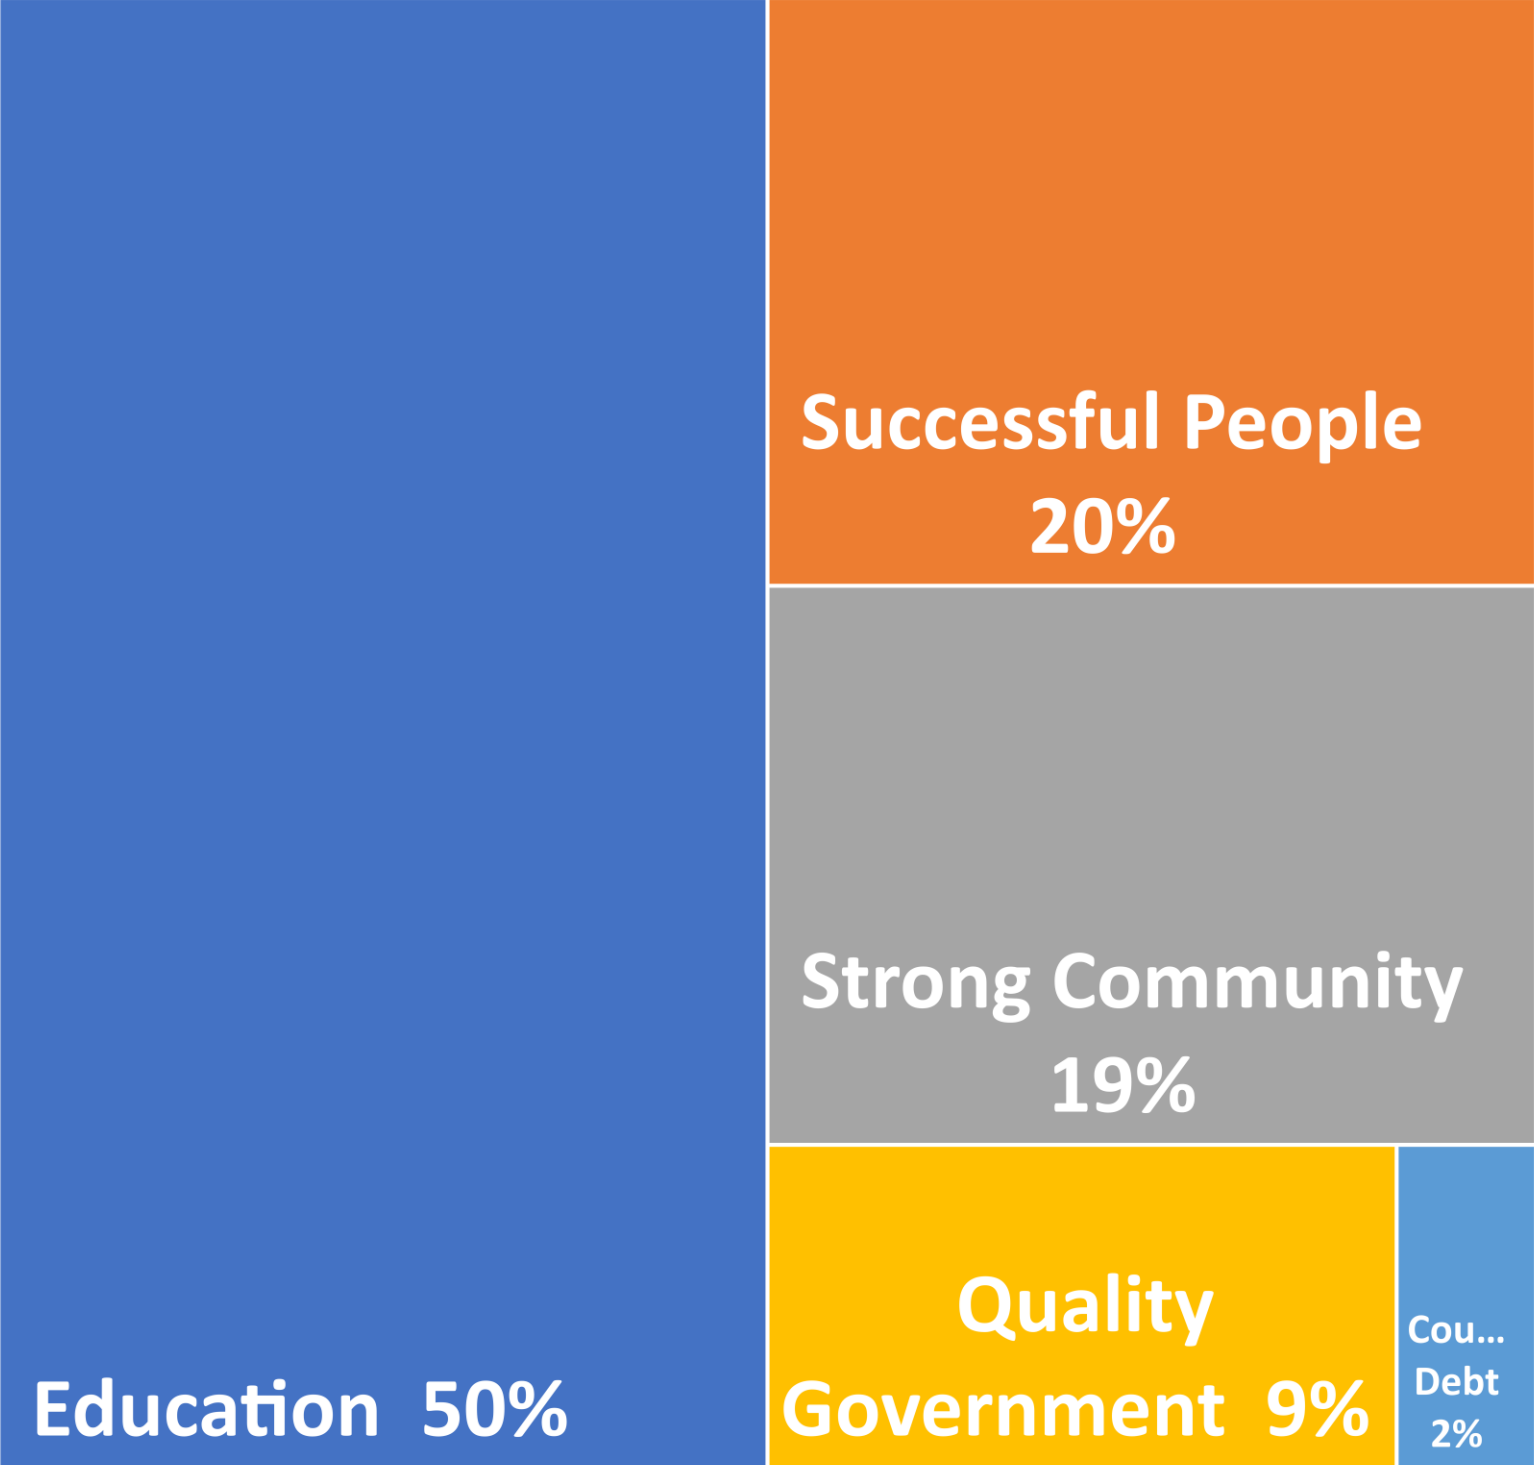 Education 50%
Successful People
20%
Strong Community
19%
Quality
Government 9%
Cou...
Debt
2%